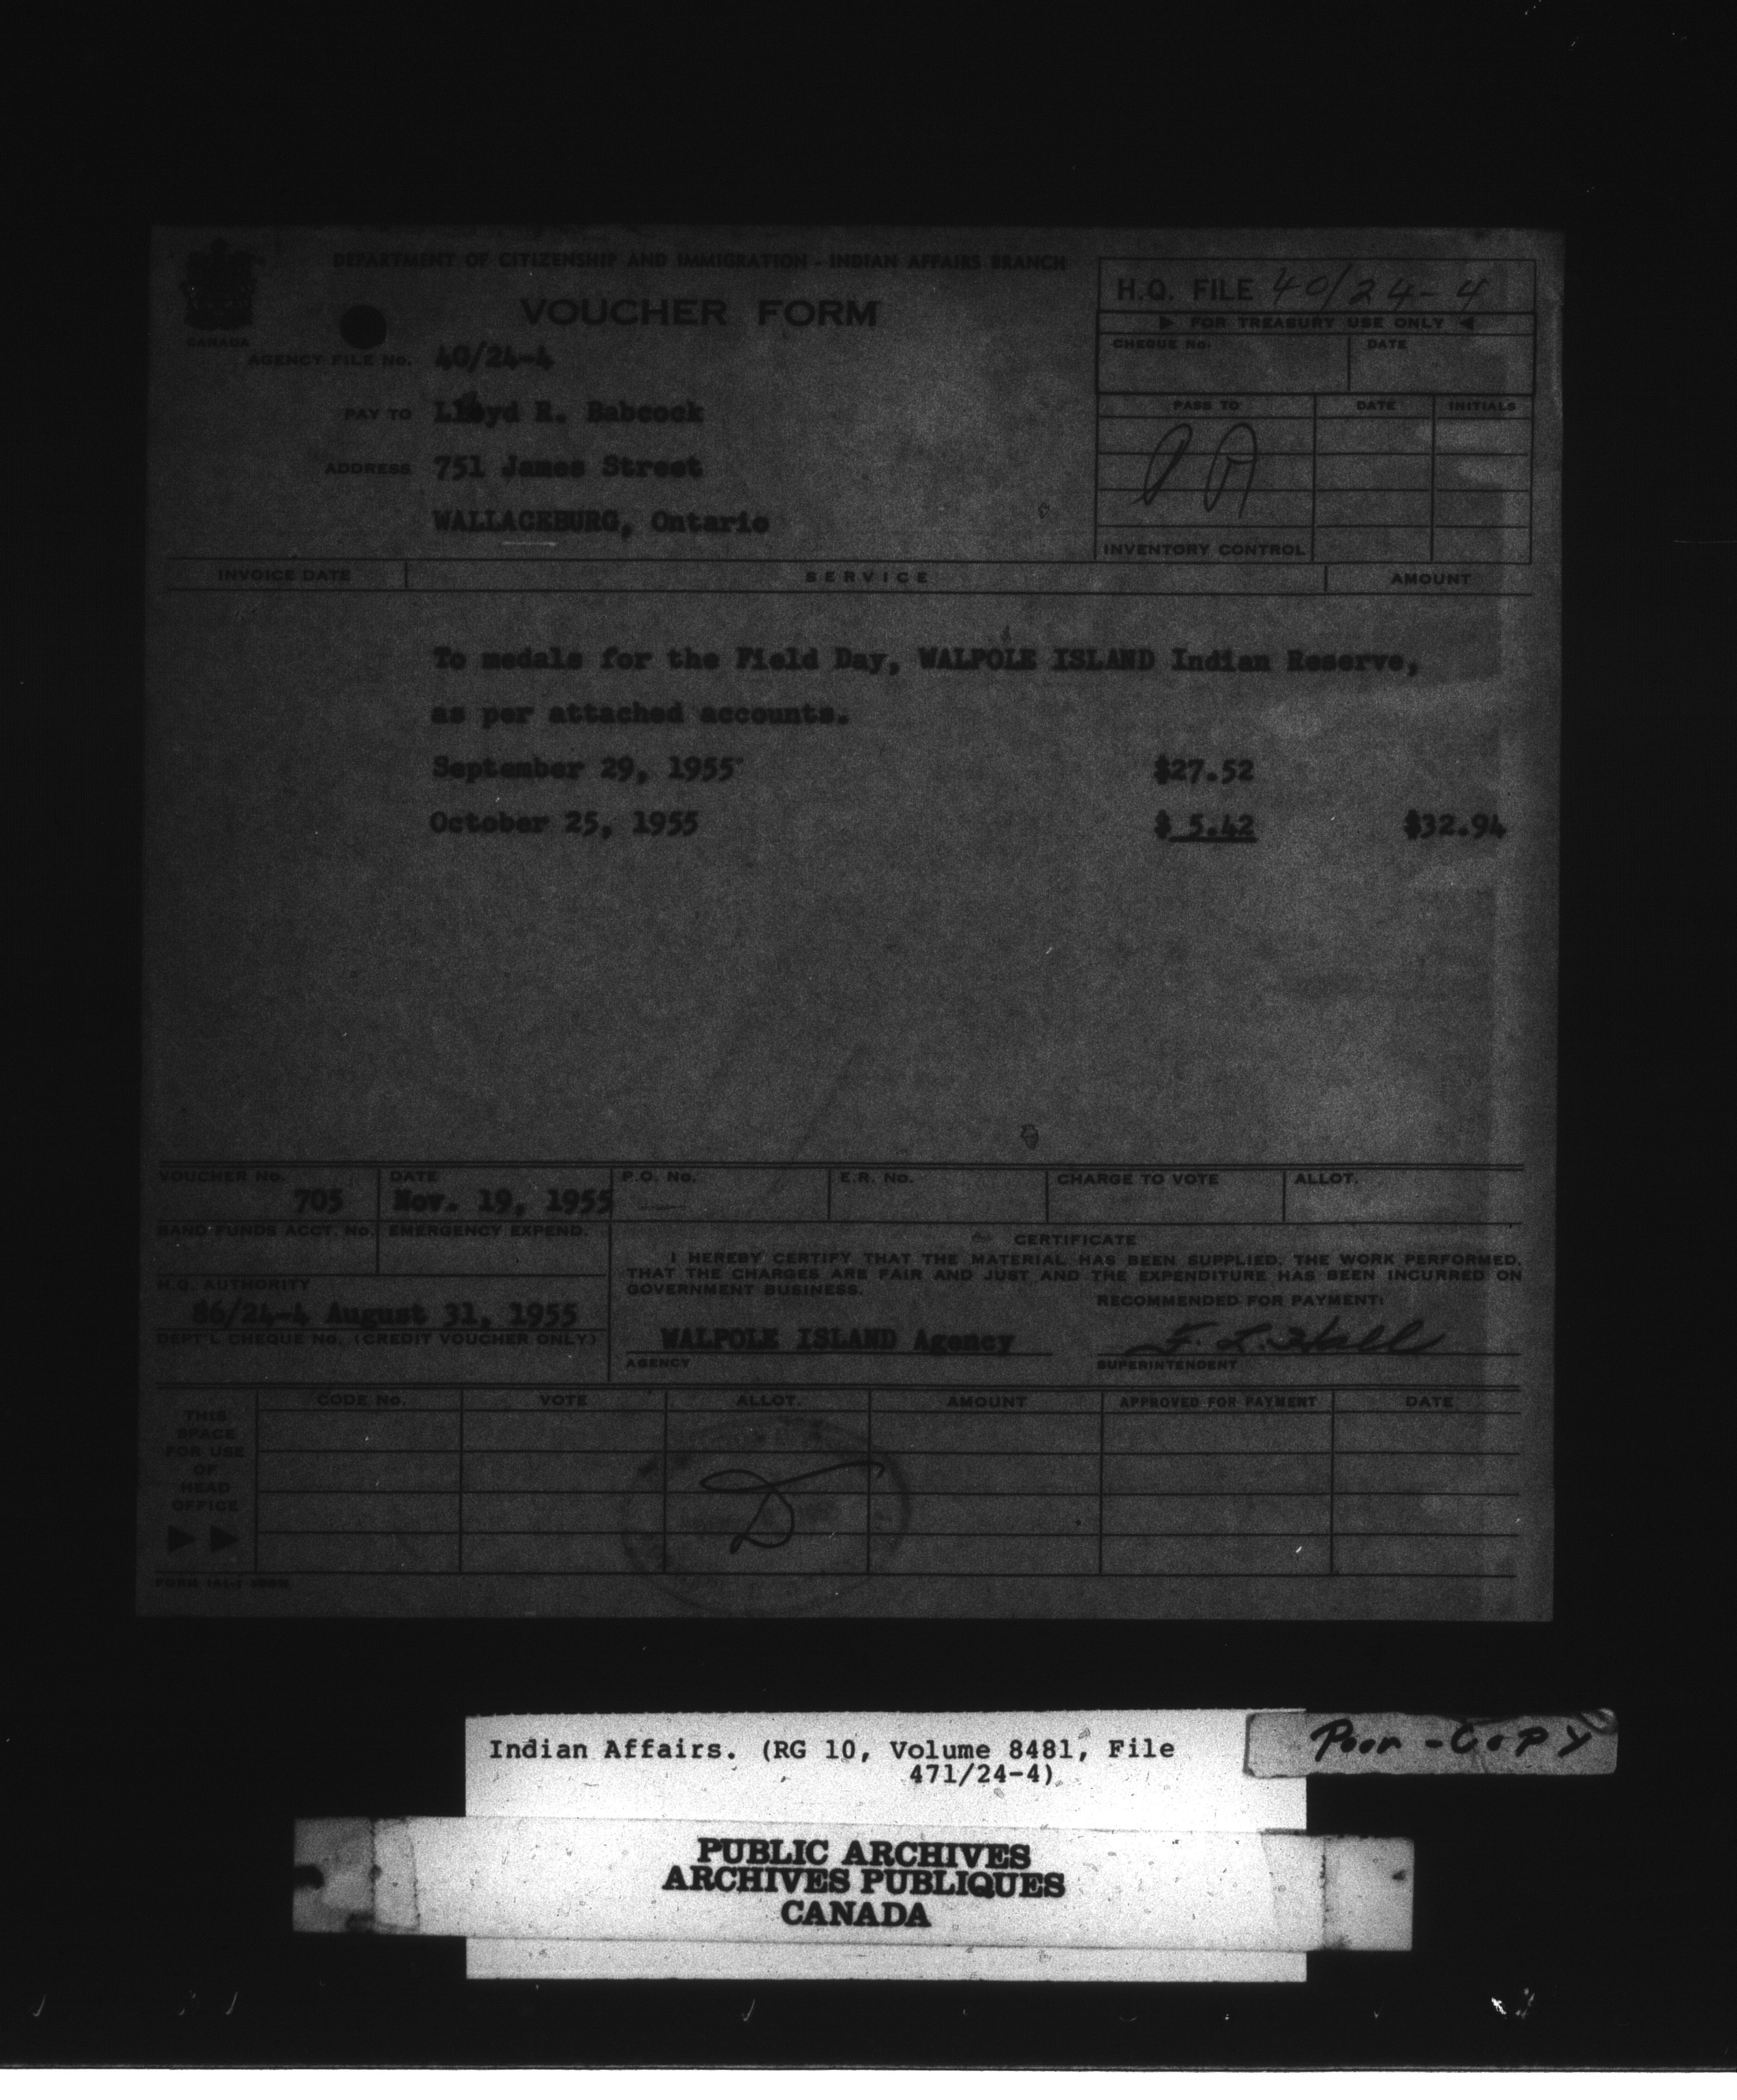 DEPARTMENT OF CITIZENSHIP AND IMMIGRATION - INDIAN AFFAIRS BRANCH
CANADA
VOUCHER FORM
H.Q. FILE 40/24-4
FOR TREASURY USE ONLY
CHEQUE No. DATE
AGENCY FILE No. 40/24-4
PAY TO Lloyd R. Babcock
PASS TO DATE INITIALS
ADDRESS 751 James Street
WALLACEBURG, Ontario
INVENTORY CONTROL
INVOICE DATE SERVICE AMOUNT
To medals for the Field Day, WALPOLE ISLAND Indian Reserve,
as per attached accounts.
September 29, 1955 $27.52
October 25, 1955 $ 5.42 $32.94
VOUCHER No. DATE P.O. No. E.R. No. CHARGE TO VOTE ALLOT.
705 Nov. 19, 1955
BAND FUNDS ACCT. No. EMERGENCY EXPEND.
CERTIFICATE
I HEREBY CERTIFY THAT THE MATERIAL HAS BEEN SUPPLIED, THE WORK PERFORMED,
THAT THE CHARGES ARE FAIR AND JUST AND THE EXPENDITURE HAS BEEN INCURRED ON
GOVERNMENT BUSINESS.
H.Q. AUTHORITY
86/24-4 August 31, 1955
RECOMMENDED FOR PAYMENT:
DEPT'L CHEQUE No. (CREDIT VOUCHER ONLY)
WALPOLE ISLAND Agency F. L. Hall
AGENCY SUPERINTENDENT
CODE No. VOTE ALLOT. AMOUNT APPROVED FOR PAYMENT DATE
THIS
SPACE
FOR USE
OF
HEAD
OFFICE
Indian Affairs. (RG 10, Volume 8481, File
471/24-4)
Poor - Copy
PUBLIC ARCHIVES
ARCHIVES PUBLIQUES
CANADA